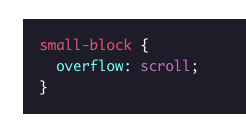 small-block {
  overflow: scroll;
}